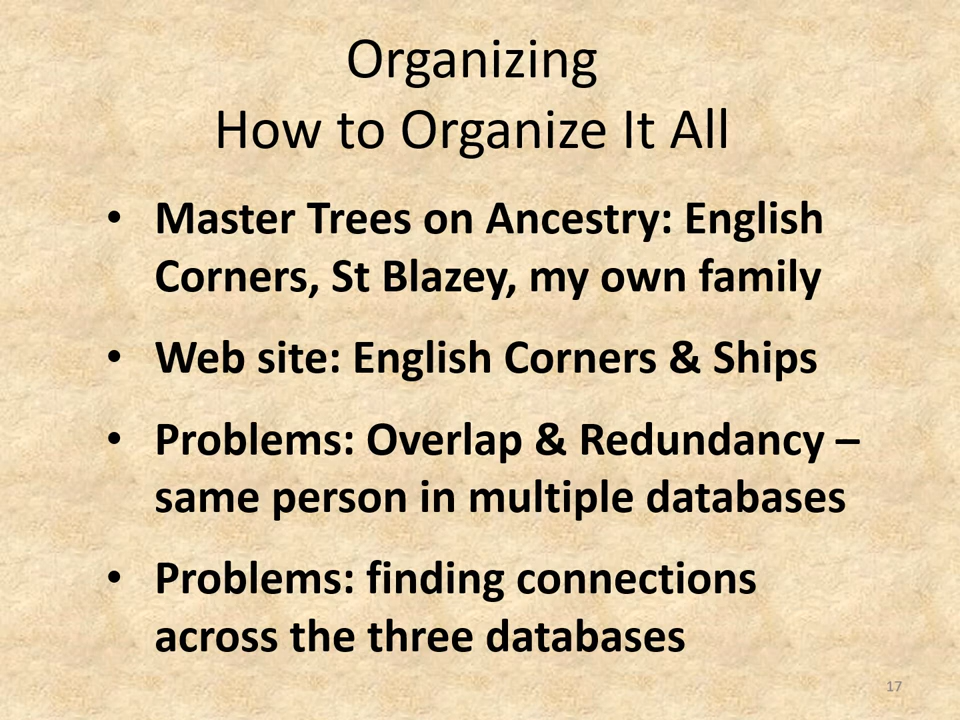 Organizing
How to Organize It All
• Master Trees on Ancestry: English
Corners, St Blazey, my own family
• Web site: English Corners & Ships
• Problems: Overlap & Redundancy –
same person in multiple databases
• Problems: finding connections
across the three databases
17